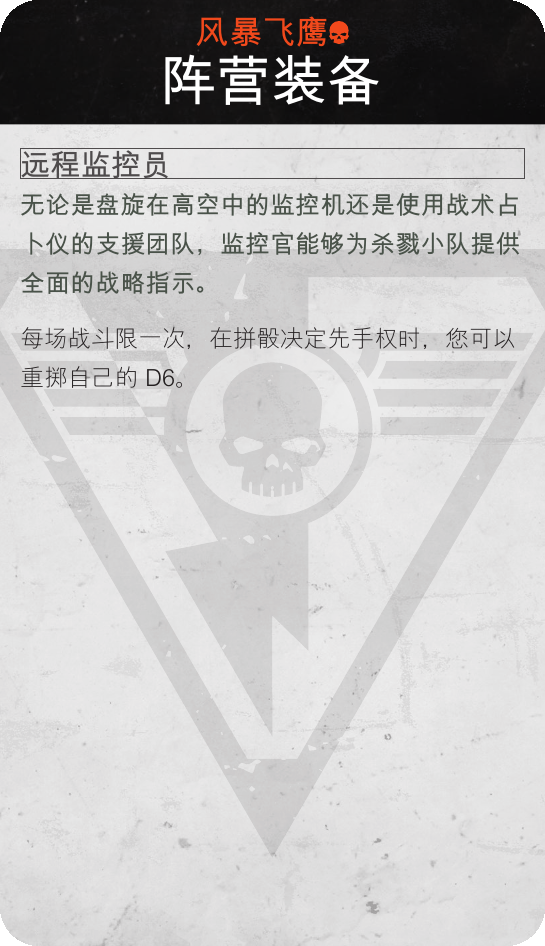 风暴飞鹰
阵营装备
远程监控员
无论是盘旋在高空中的监控机还是使用战术占
卜仪的支援团队，监控官能够为杀戮小队提供
全面的战略指示。
每场战斗限一次，在拼骰决定先手权时，您可以
重掷自己的 D6。